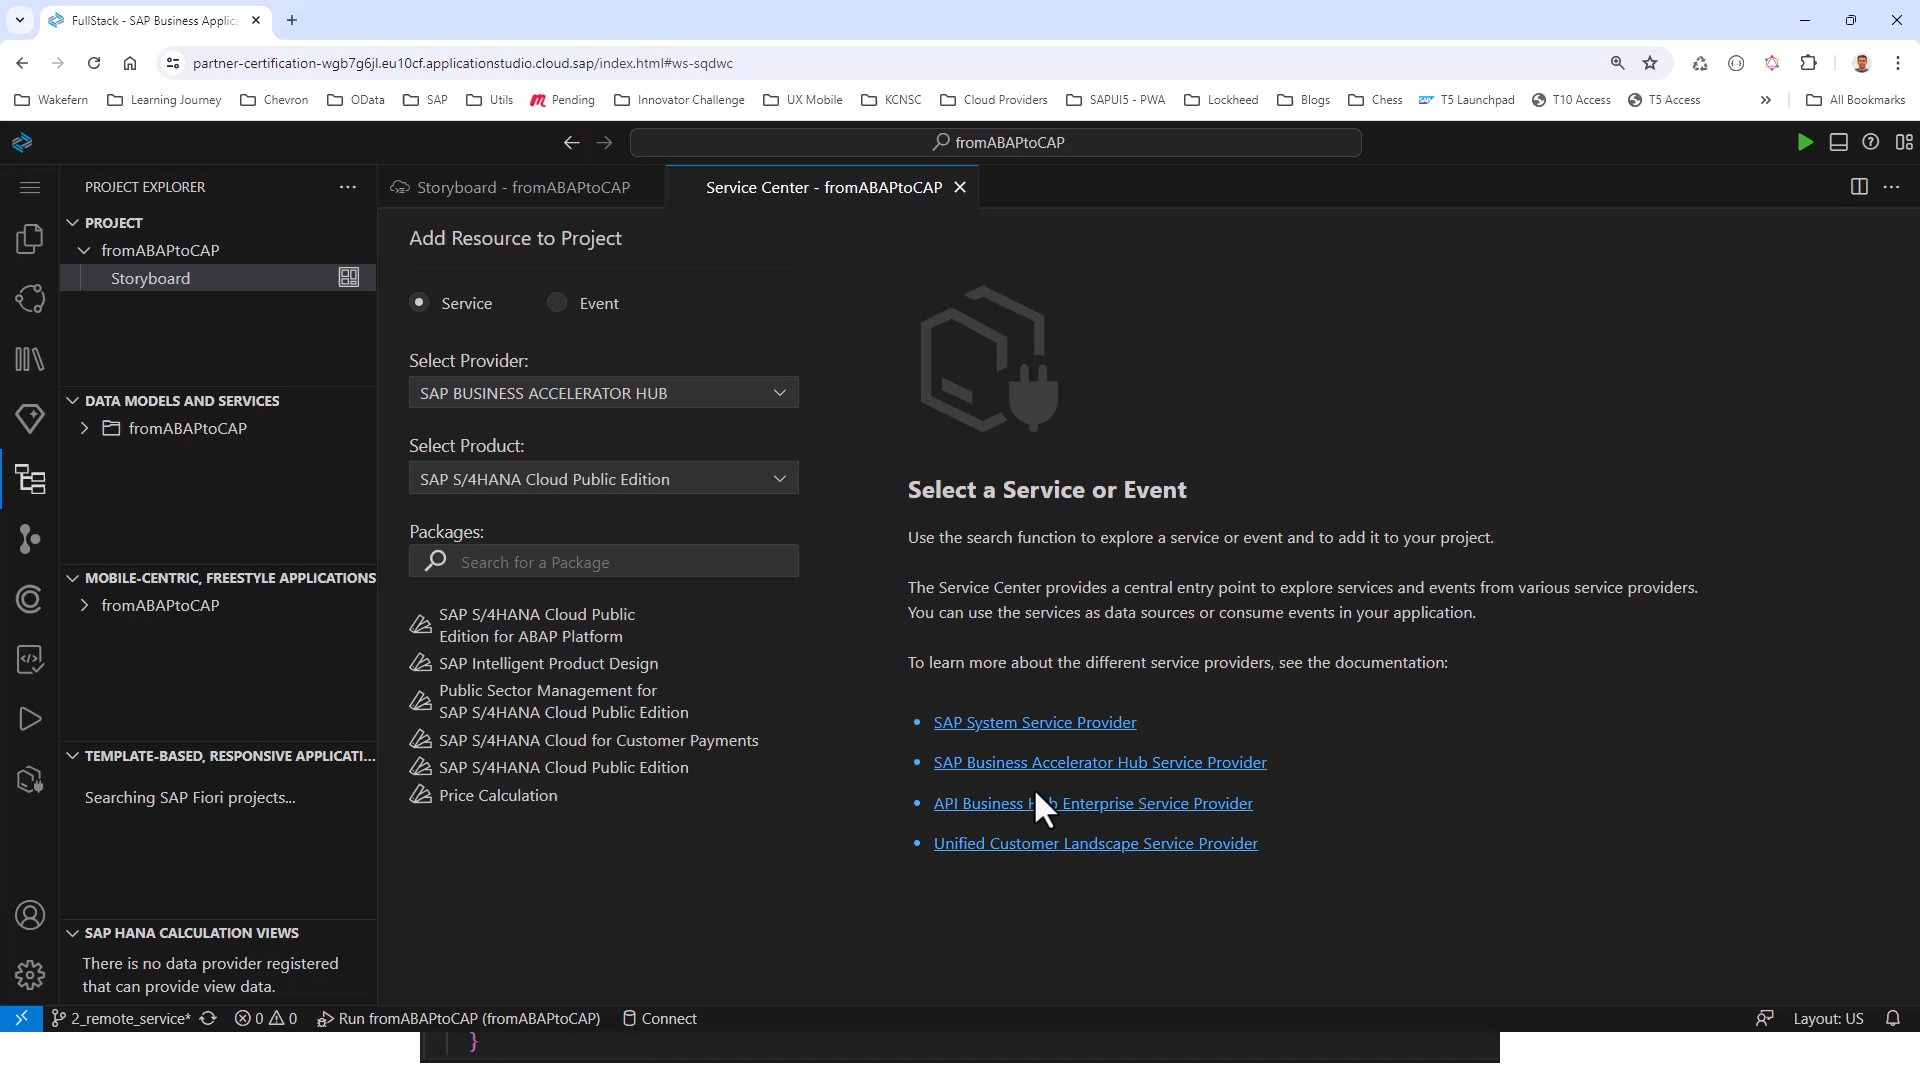 FullStack - SAP Business Applic
partner-certification-wgb7g6jl.eu10cf.applicationstudio.cloud.sap/index.html#ws-sqdwc
Wakefern
Learning Journey
Chevron
OData
SAP
Utils
Pending
Innovator Challenge
UX Mobile
KCNSC
Cloud Providers
SAPUI5 - PWA
Lockheed
Blogs
Chess
T5 Launchpad
T10 Access
T5 Access
All Bookmarks
fromABAPtoCAP
PROJECT EXPLORER
Storyboard - fromABAPtoCAP
Service Center - fromABAPtoCAP
PROJECT
fromABAPtoCAP
Storyboard
DATA MODELS AND SERVICES
fromABAPtoCAP
MOBILE-CENTRIC, FREESTYLE APPLICATIONS
fromABAPtoCAP
TEMPLATE-BASED, RESPONSIVE APPLICATI...
Searching SAP Fiori projects...
SAP HANA CALCULATION VIEWS
There is no data provider registered
that can provide view data.
Add Resource to Project
Service
Event
Select Provider:
SAP BUSINESS ACCELERATOR HUB
Select Product:
SAP S/4HANA Cloud Public Edition
Packages:
Search for a Package
SAP S/4HANA Cloud Public
Edition for ABAP Platform
SAP Intelligent Product Design
Public Sector Management for
SAP S/4HANA Cloud Public Edition
SAP S/4HANA Cloud for Customer Payments
SAP S/4HANA Cloud Public Edition
Price Calculation
Select a Service or Event
Use the search function to explore a service or event and to add it to your project.
The Service Center provides a central entry point to explore services and events from various service providers.
You can use the services as data sources or consume events in your application.
To learn more about the different service providers, see the documentation:
• SAP System Service Provider
• SAP Business Accelerator Hub Service Provider
• API Business Hub Enterprise Service Provider
• Unified Customer Landscape Service Provider
2_remote_service*
0
0
Run fromABAPtoCAP (fromABAPtoCAP)
Connect
Layout: US
}